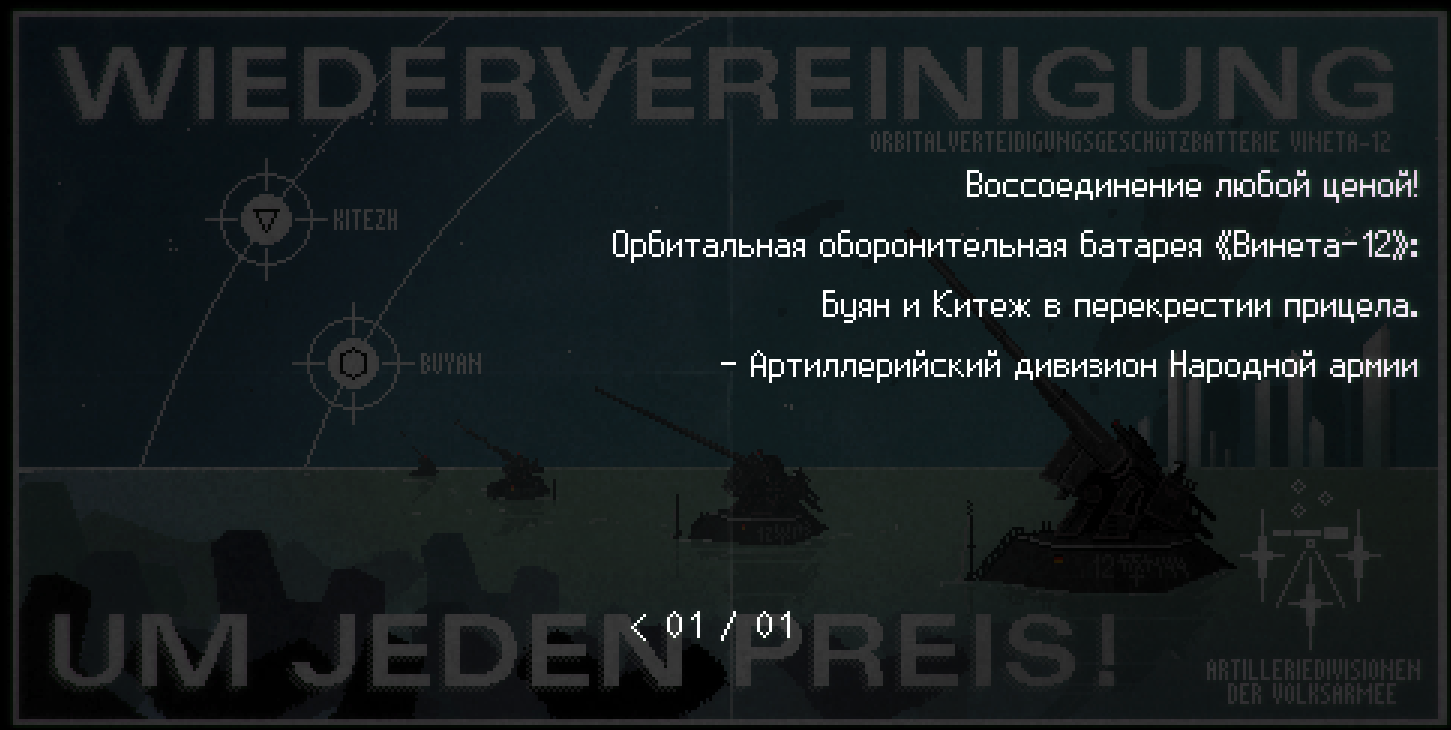 WIEDERVEREINIGUNG
ORBITALVERTEIDIGUNGSGESCHÜTZBATTERIE VINETA-12
Воссоединение любой ценой!
KITEZH
Орбитальная оборонительная батарея 《Винета-12》:
Буян и Китеж в перекрестии прицела.
BUYAN
- Артиллерийский дивизион Народной армии
12
< 01 / 01
UM JEDEN PREIS!
ARTILLERIEDIVISIONEN
DER VOLKSARMEE